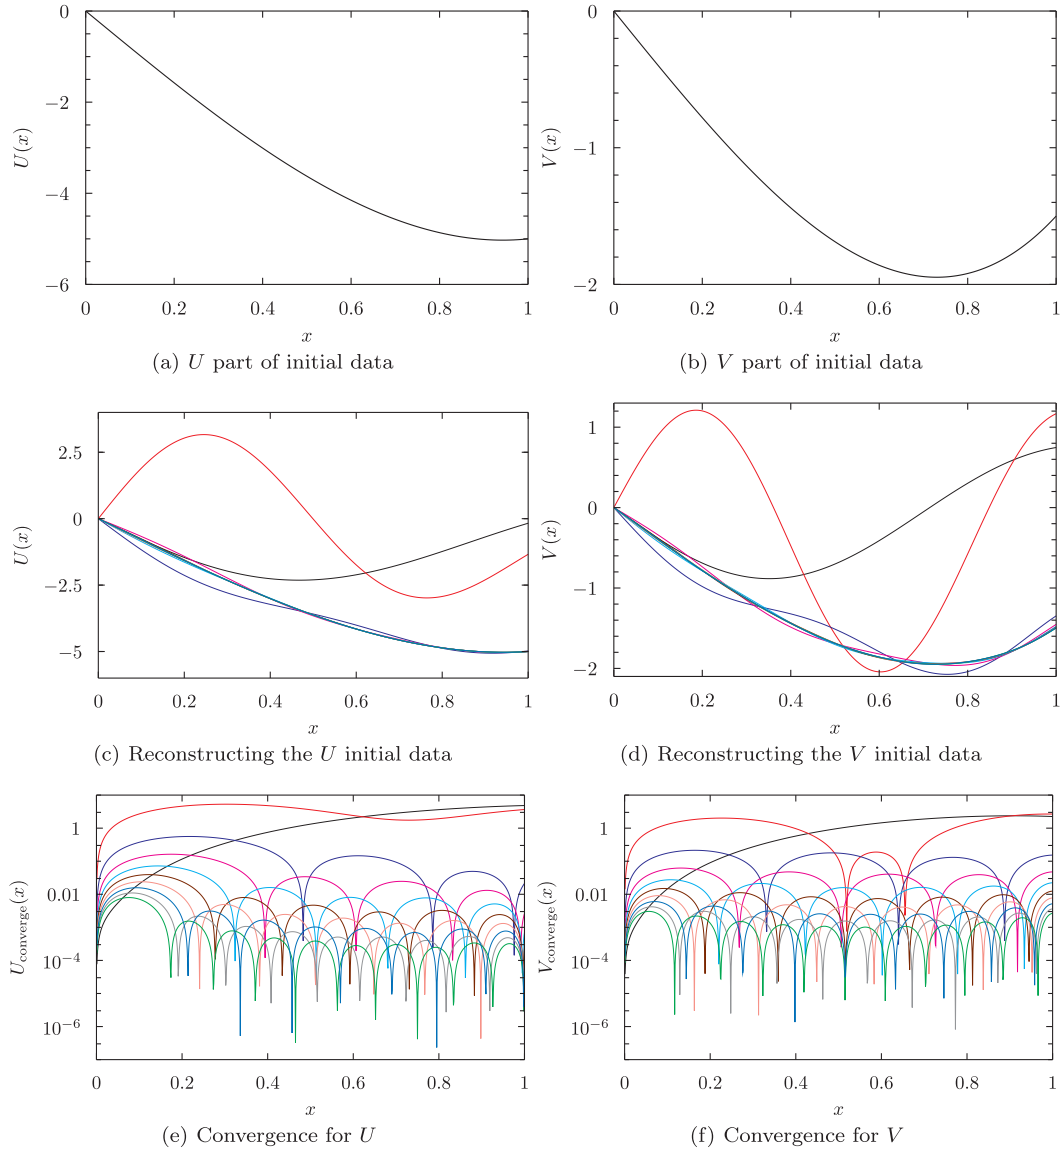 0
−2
−4
−6
U(x)
0 0.2 0.4 0.6 0.8 1
x
(a) U part of initial data
0
−1
−2
V(x)
0 0.2 0.4 0.6 0.8 1
x
(b) V part of initial data
2.5
0
−2.5
−5
U(x)
0 0.2 0.4 0.6 0.8 1
x
(c) Reconstructing the U initial data
1
0
−1
−2
V(x)
0 0.2 0.4 0.6 0.8 1
x
(d) Reconstructing the V initial data
1
0.01
10⁻⁴
10⁻⁶
U_converge(x)
0 0.2 0.4 0.6 0.8 1
x
(e) Convergence for U
1
0.01
10⁻⁴
10⁻⁶
V_converge(x)
0 0.2 0.4 0.6 0.8 1
x
(f) Convergence for V